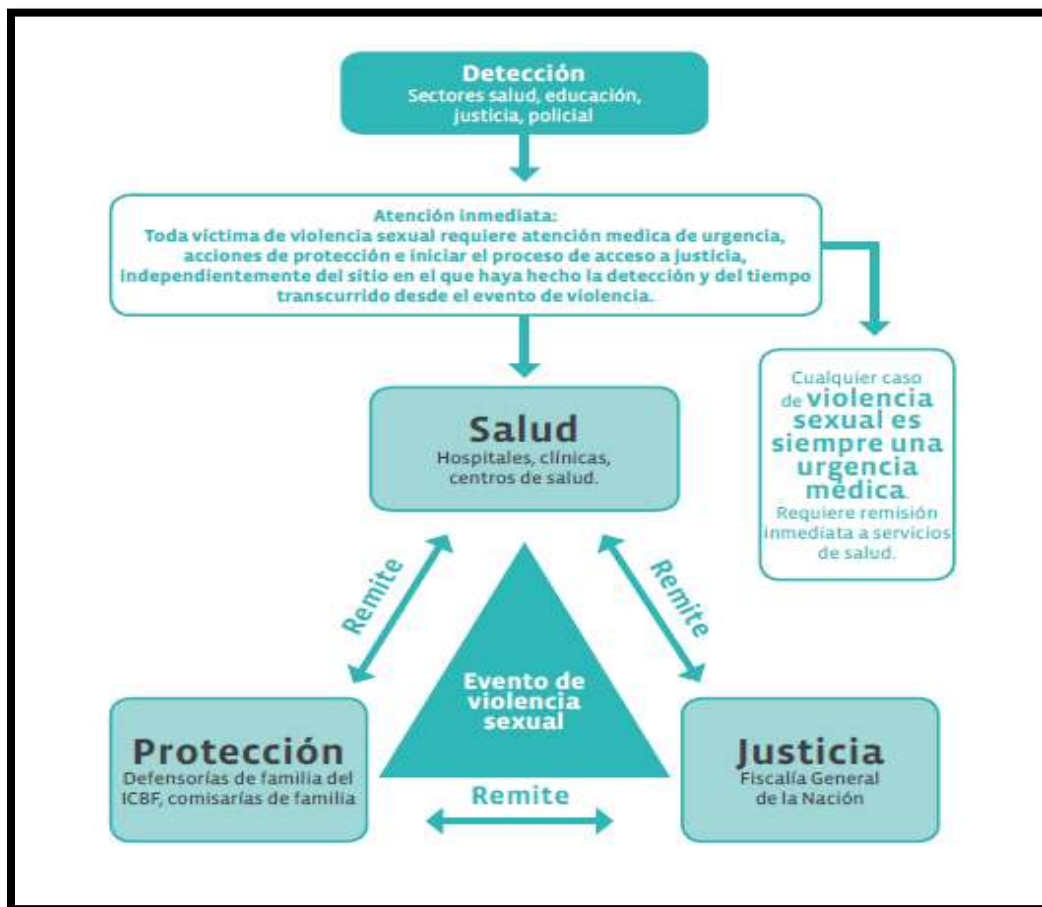 Detección
Sectores salud, educación,
justicia, policial
Atención inmediata:
Toda víctima de violencia sexual requiere atención medica de urgencia,
acciones de protección e iniciar el proceso de acceso a justicia,
independientemente del sitio en el que haya hecho la detección y del tiempo
transcurrido desde el evento de violencia.
Cualquier caso
de violencia
sexual es
siempre una
urgencia
médica.
Requiere remisión
inmediata a servicios
de salud.
Salud
Hospitales, clínicas,
centros de salud.
Remite
Remite
Evento de
violencia
sexual
Protección
Defensorías de familia del
ICBF, comisarías de familia
Remite
Justicia
Fiscalía General
de la Nación